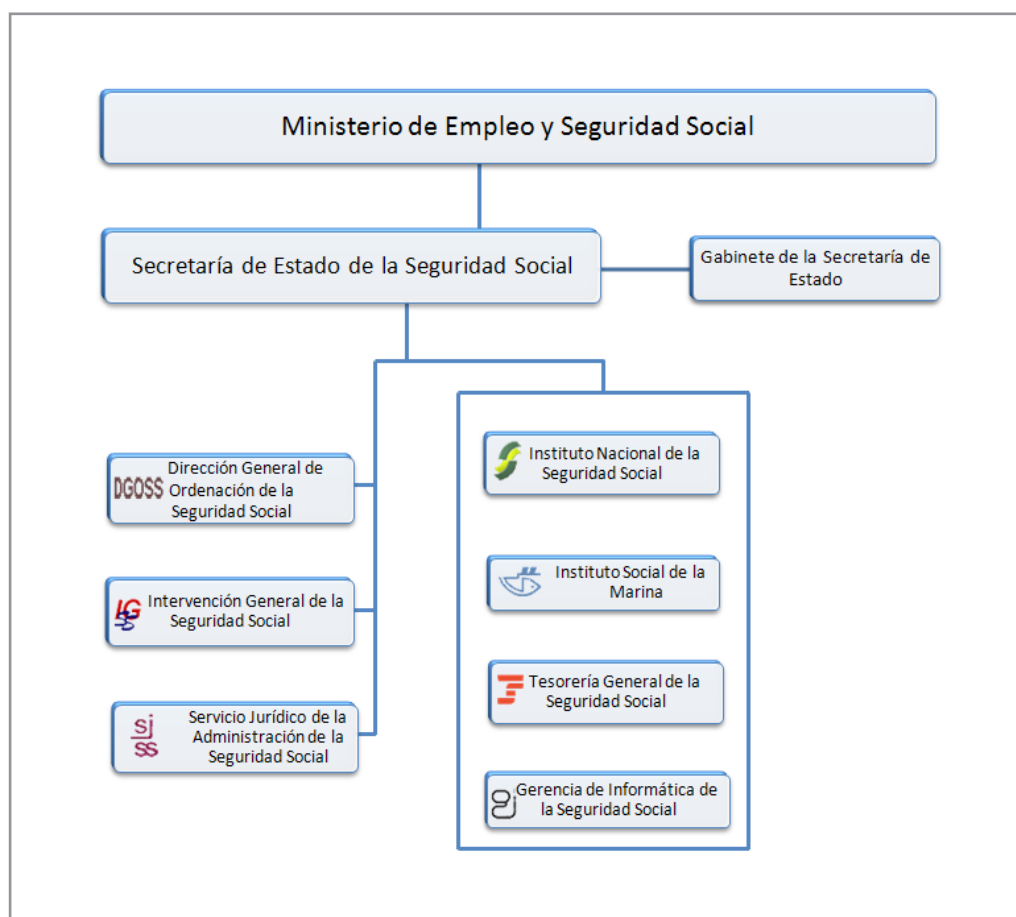 Ministerio de Empleo y Seguridad Social
Secretaría de Estado de la Seguridad Social
Gabinete de la Secretaría de
Estado
DGOSS
Dirección General de
Ordenación de la
Seguridad Social
IGSS
Intervención General de la
Seguridad Social
sj
ss
Servicio Jurídico de la
Administración de la
Seguridad Social
Instituto Nacional de la
Seguridad Social
Instituto Social de la
Marina
Tesorería General de la
Seguridad Social
Gerencia de Informática de
la Seguridad Social